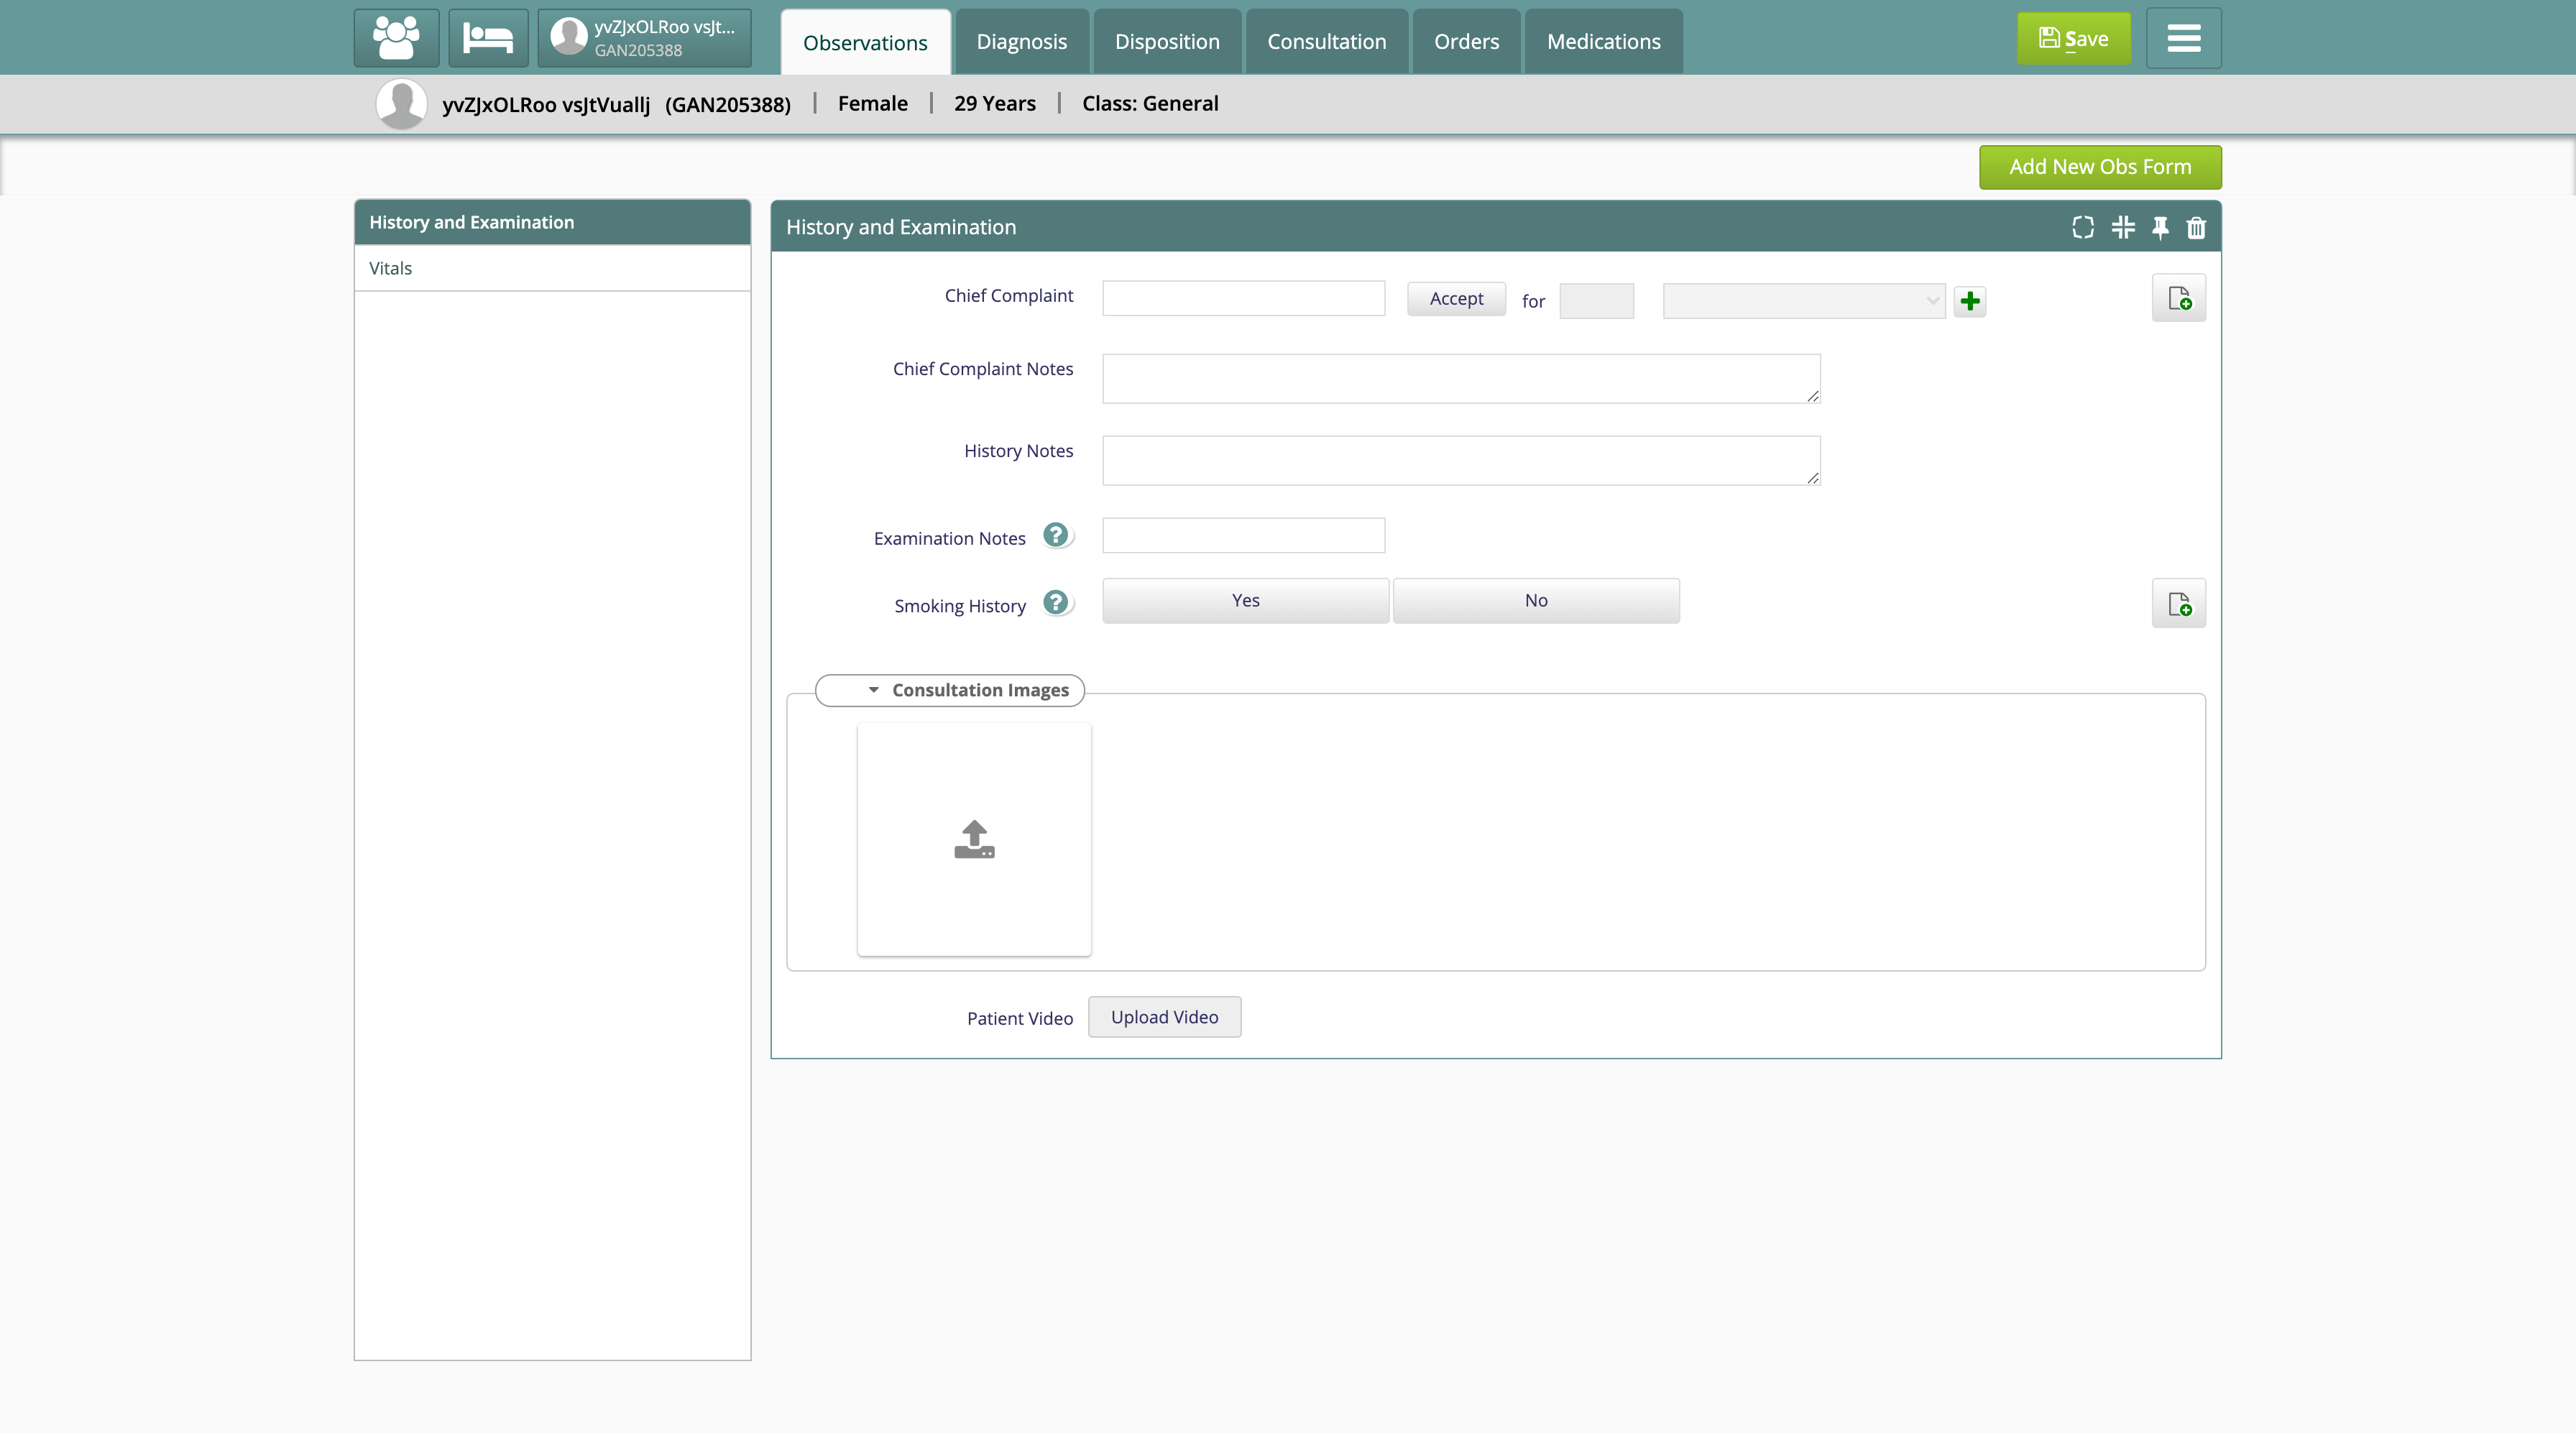 yvZJxOLRoo vsJt...
GAN205388
Observations
Diagnosis
Disposition
Consultation
Orders
Medications
Save
yvZJxOLRoo vsJtVuallj (GAN205388) | Female | 29 Years | Class: General
Add New Obs Form
History and Examination
Vitals
History and Examination
Chief Complaint
Accept
for
Chief Complaint Notes
History Notes
Examination Notes ?
Smoking History ?
Yes
No
Consultation Images
Patient Video
Upload Video